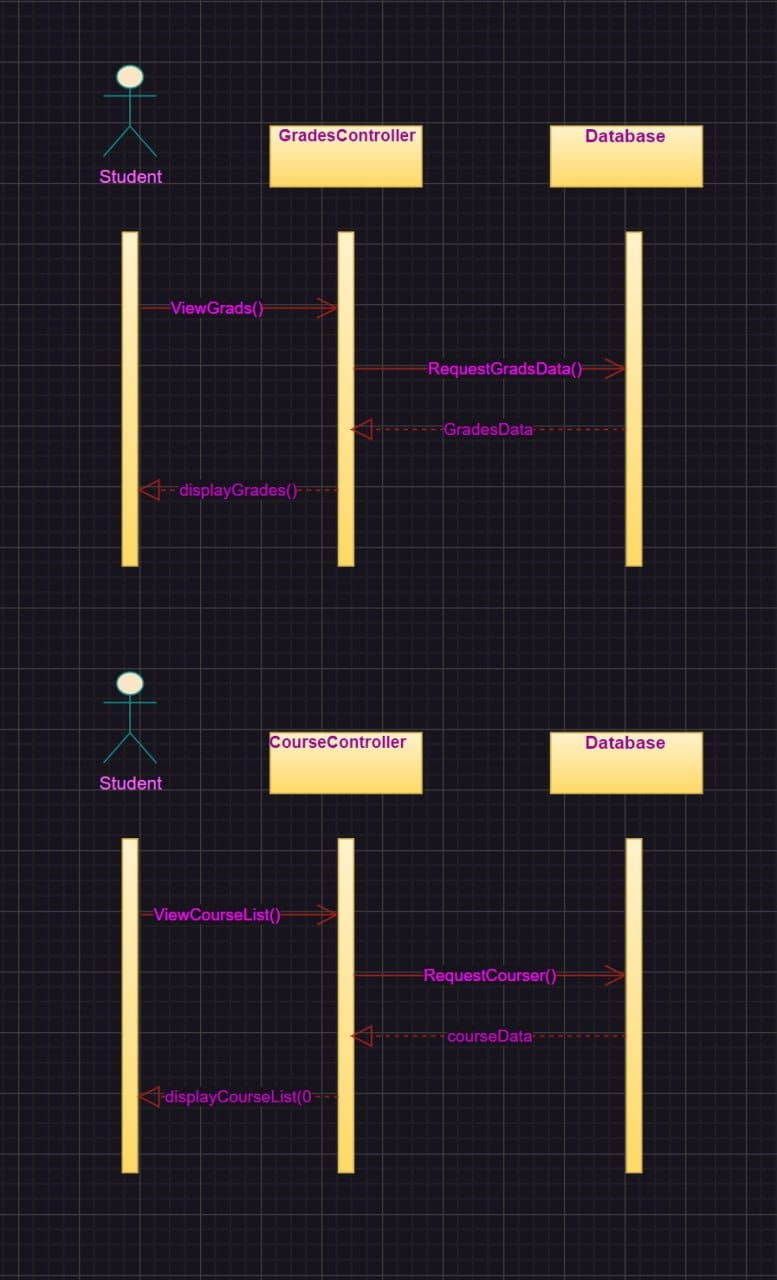 Student
GradesController
Database
ViewGrads()
RequestGradsData()
GradesData
displayGrades()
Student
CourseController
Database
ViewCourseList()
RequestCourser()
courseData
displayCourseList(0